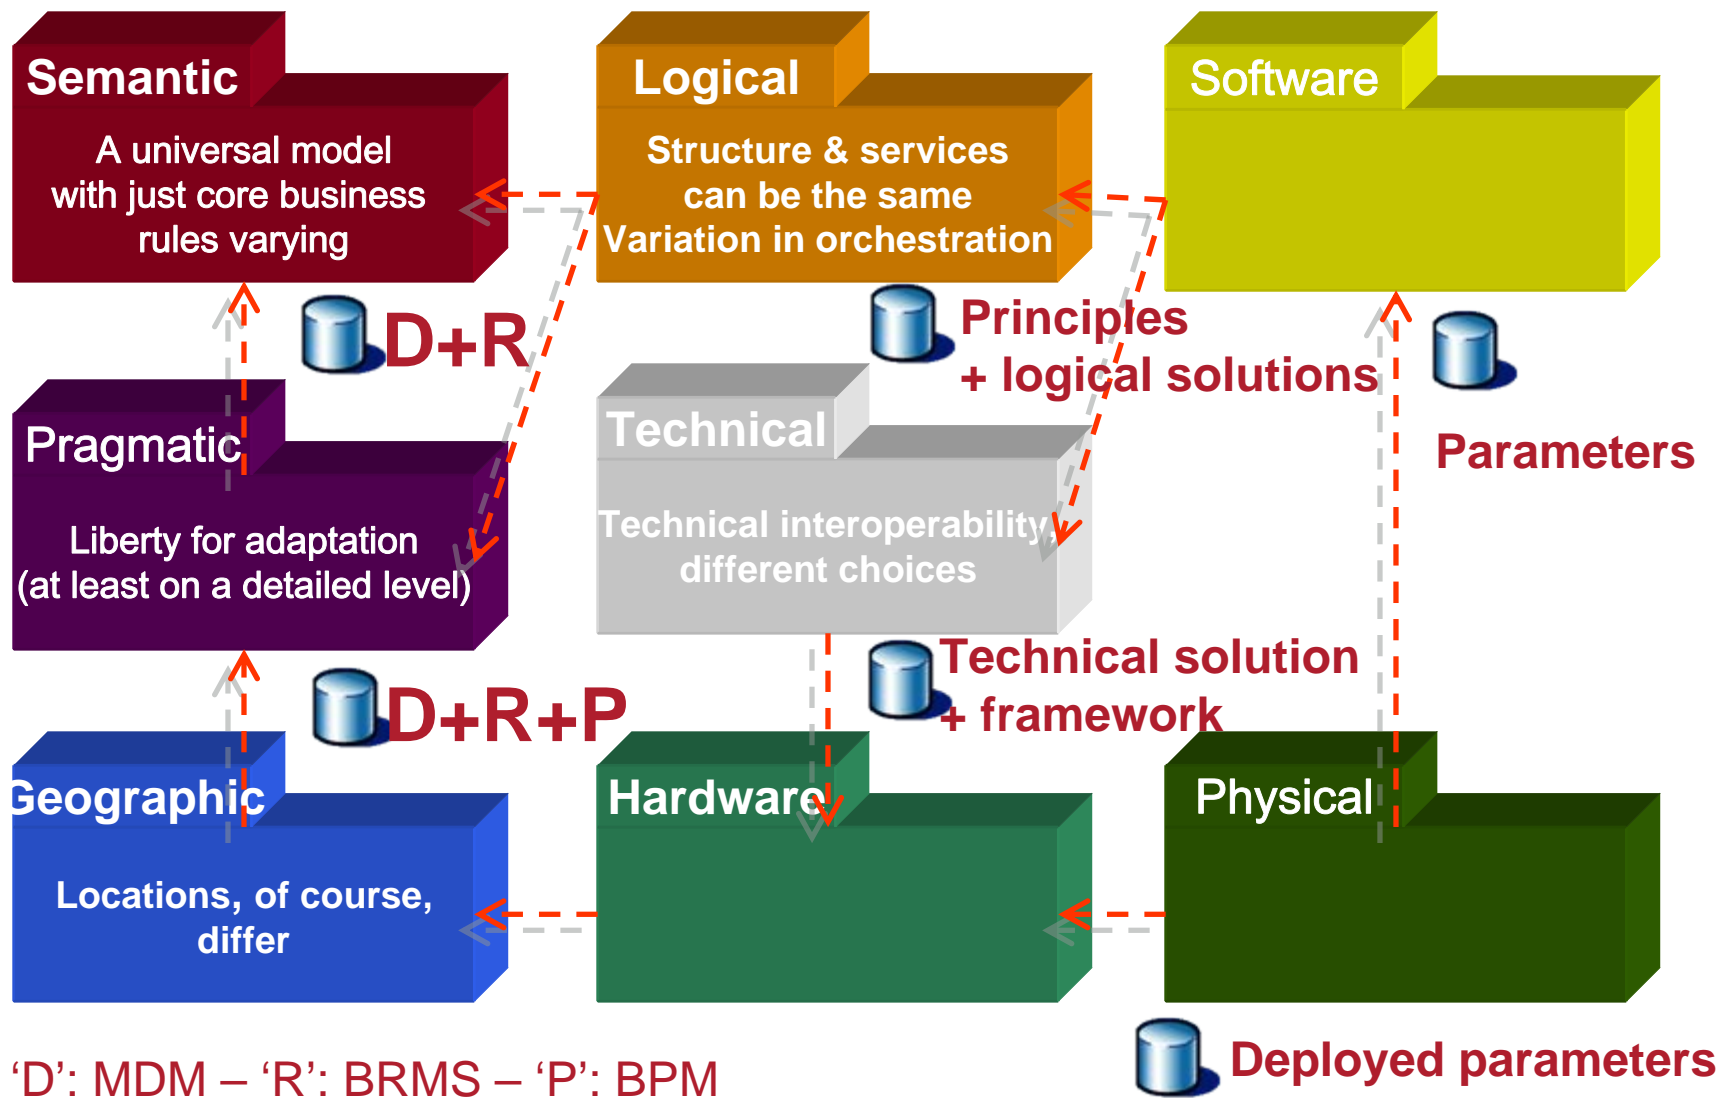 Semantic
A universal model
with just core business
rules varying
Logical
Structure & services
can be the same
Variation in orchestration
Software
D+R
Principles
+ logical solutions
Parameters
Pragmatic
Liberty for adaptation
(at least on a detailed level)
Technical
Technical interoperability,
different choices
D+R+P
Technical solution
+ framework
Geographic
Locations, of course,
differ
Hardware
Physical
Deployed parameters
‘D’: MDM – ‘R’: BRMS – ‘P’: BPM